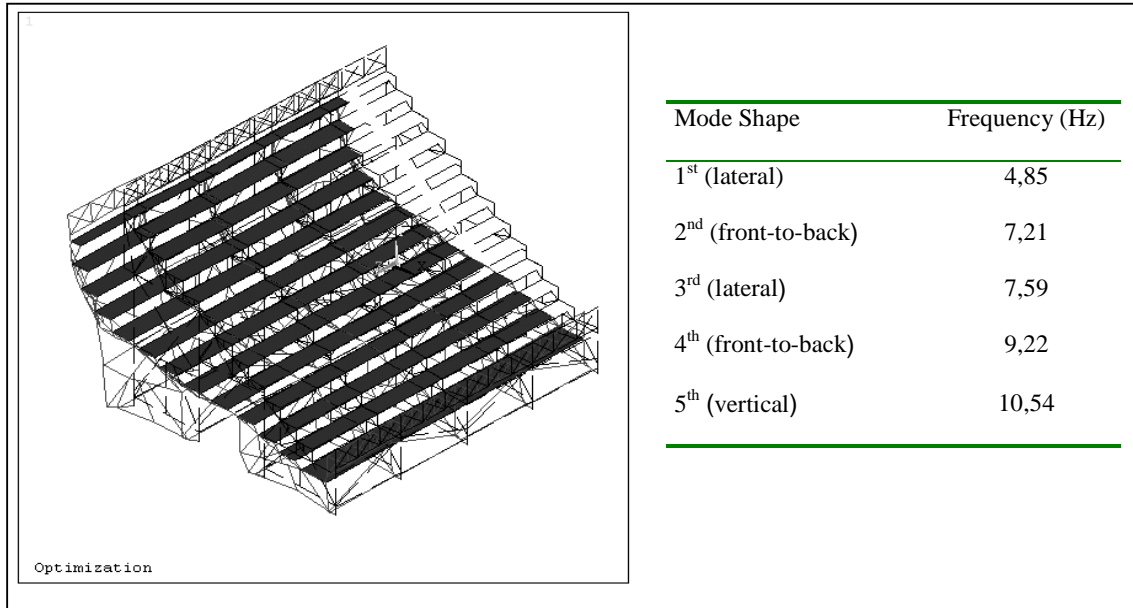 1
Optimization
Mode Shape Frequency (Hz)
1st (lateral) 4,85
2nd (front-to-back) 7,21
3rd (lateral) 7,59
4th (front-to-back) 9,22
5th (vertical) 10,54